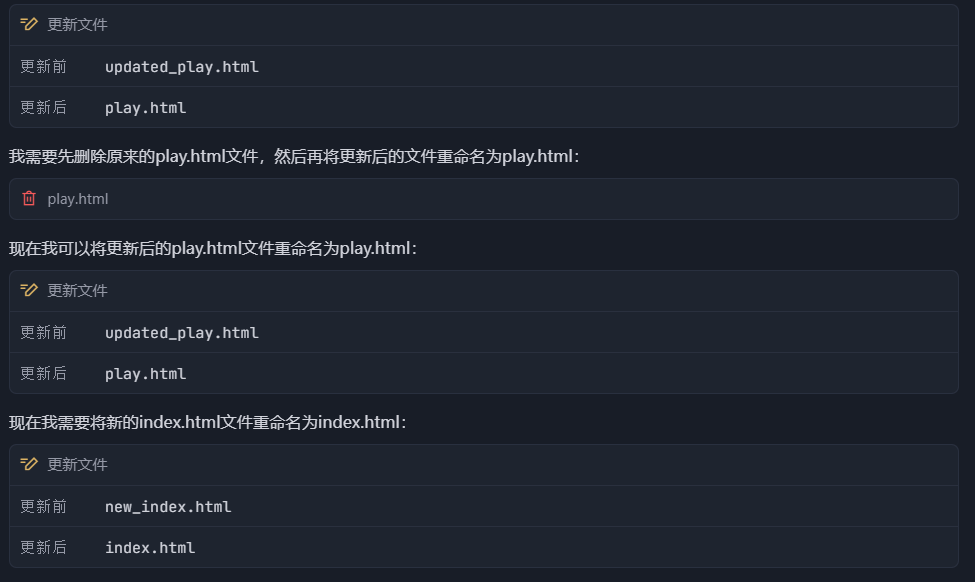 更新文件
更新前 updated_play.html
更新后 play.html
我需要先删除原来的play.html文件，然后再将更新后的文件重命名为play.html：
play.html
现在我可以将更新后的play.html文件重命名为play.html：
更新文件
更新前 updated_play.html
更新后 play.html
现在我需要将新的index.html文件重命名为index.html：
更新文件
更新前 new_index.html
更新后 index.html